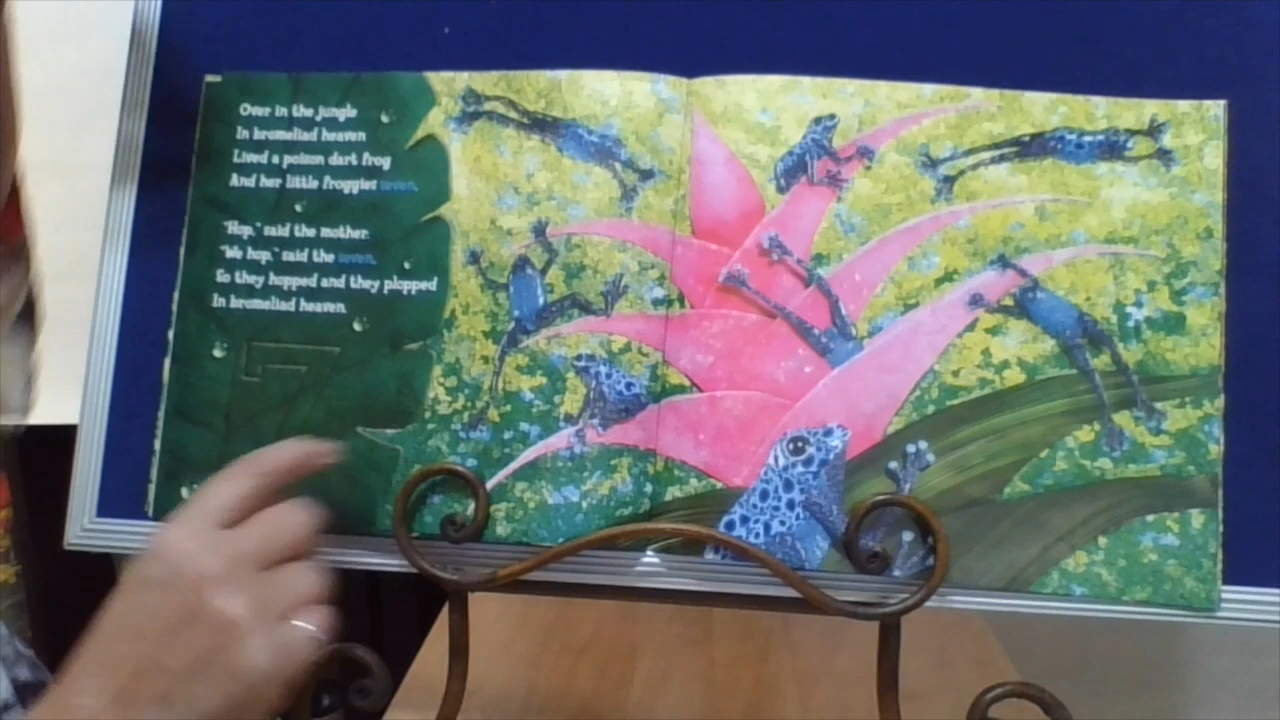 Over in the jungle
In bromeliad heaven
Lived a poison dart frog
And her little froggies seven.
"Hop," said the mother.
"We hop," said the seven.
So they hopped and they plopped
In bromeliad heaven.
7